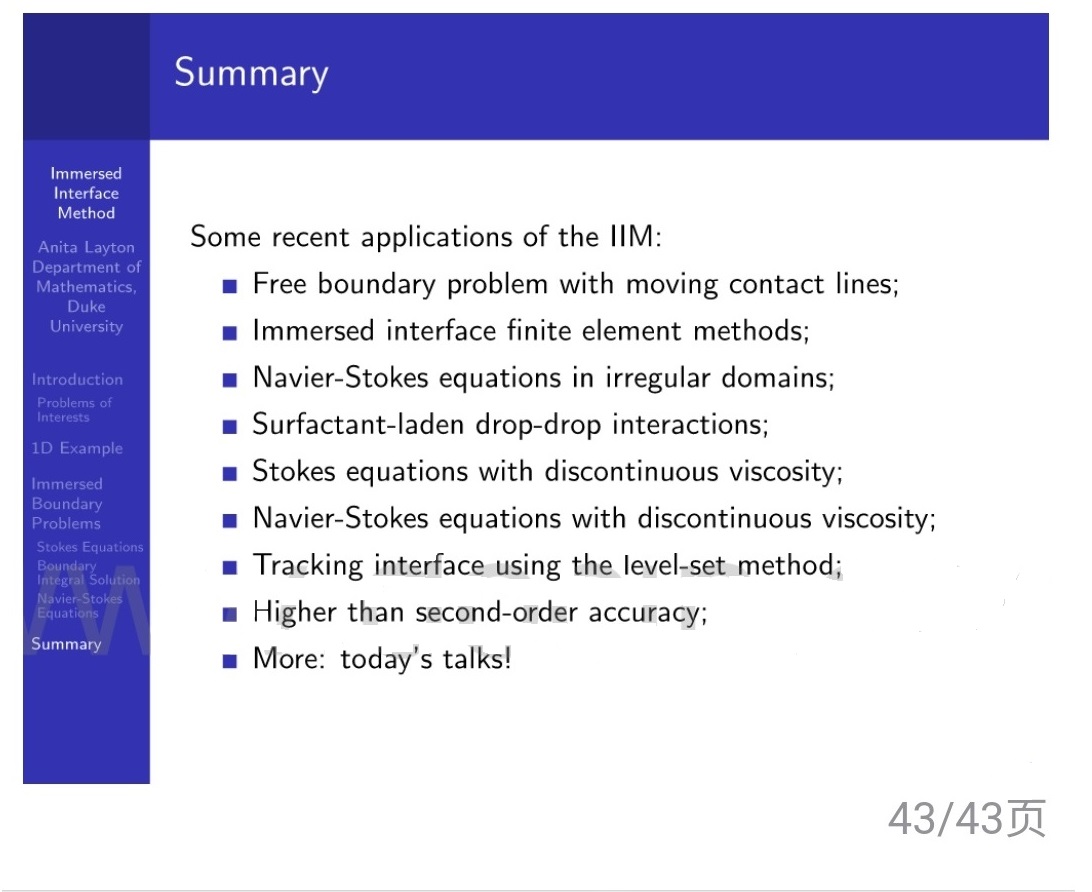 Summary
Immersed
Interface
Method
Anita Layton
Department of
Mathematics,
Duke
University
Introduction
Problems of
Interests
1D Example
Immersed
Boundary
Problems
Stokes Equations
Boundary
Integral Solution
Navier-Stokes
Equations
Summary
Some recent applications of the IIM:
Free boundary problem with moving contact lines;
Immersed interface finite element methods;
Navier-Stokes equations in irregular domains;
Surfactant-laden drop-drop interactions;
Stokes equations with discontinuous viscosity;
Navier-Stokes equations with discontinuous viscosity;
Tracking interface using the level-set method;
Higher than second-order accuracy;
More: today's talks!
43/43页